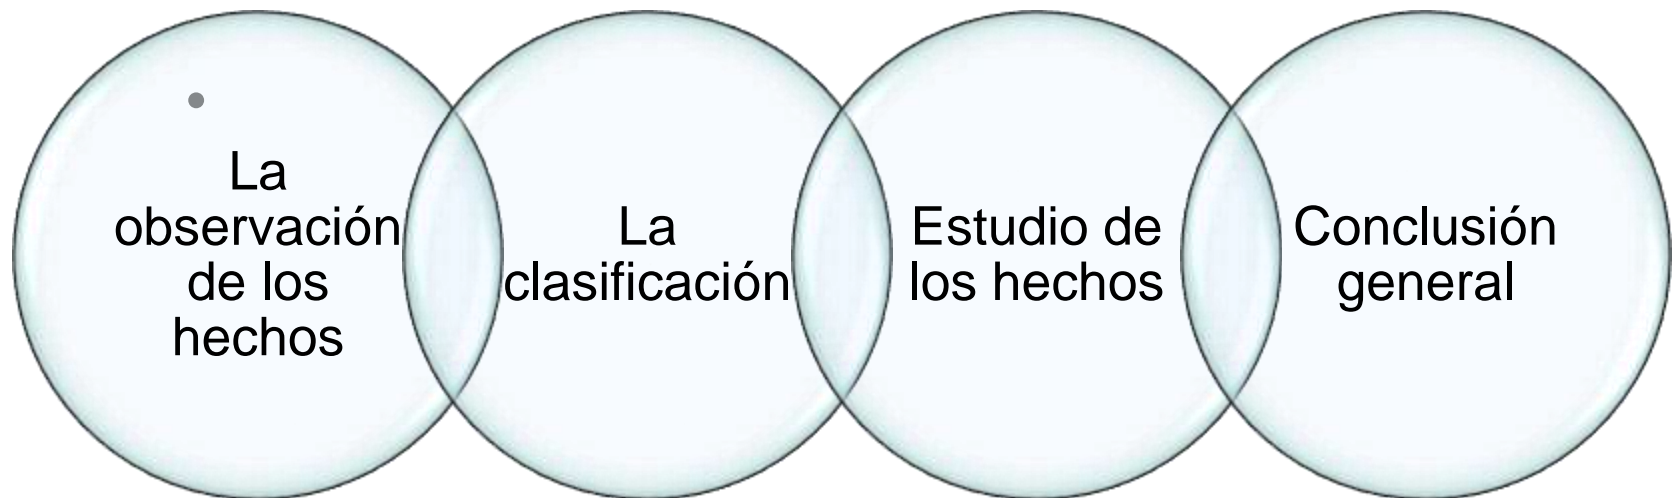 La
observación
de los
hechos
La
clasificación
Estudio de
los hechos
Conclusión
general